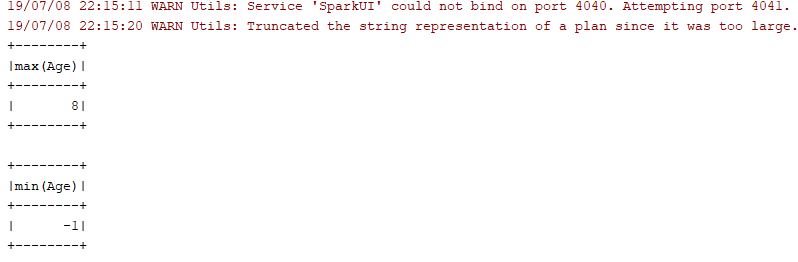 19/07/08 22:15:11 WARN Utils: Service 'SparkUI' could not bind on port 4040. Attempting port 4041.
19/07/08 22:15:20 WARN Utils: Truncated the string representation of a plan since it was too large.
+--------+
|max(Age)|
+--------+
|       8|
+--------+

+--------+
|min(Age)|
+--------+
|      -1|
+--------+